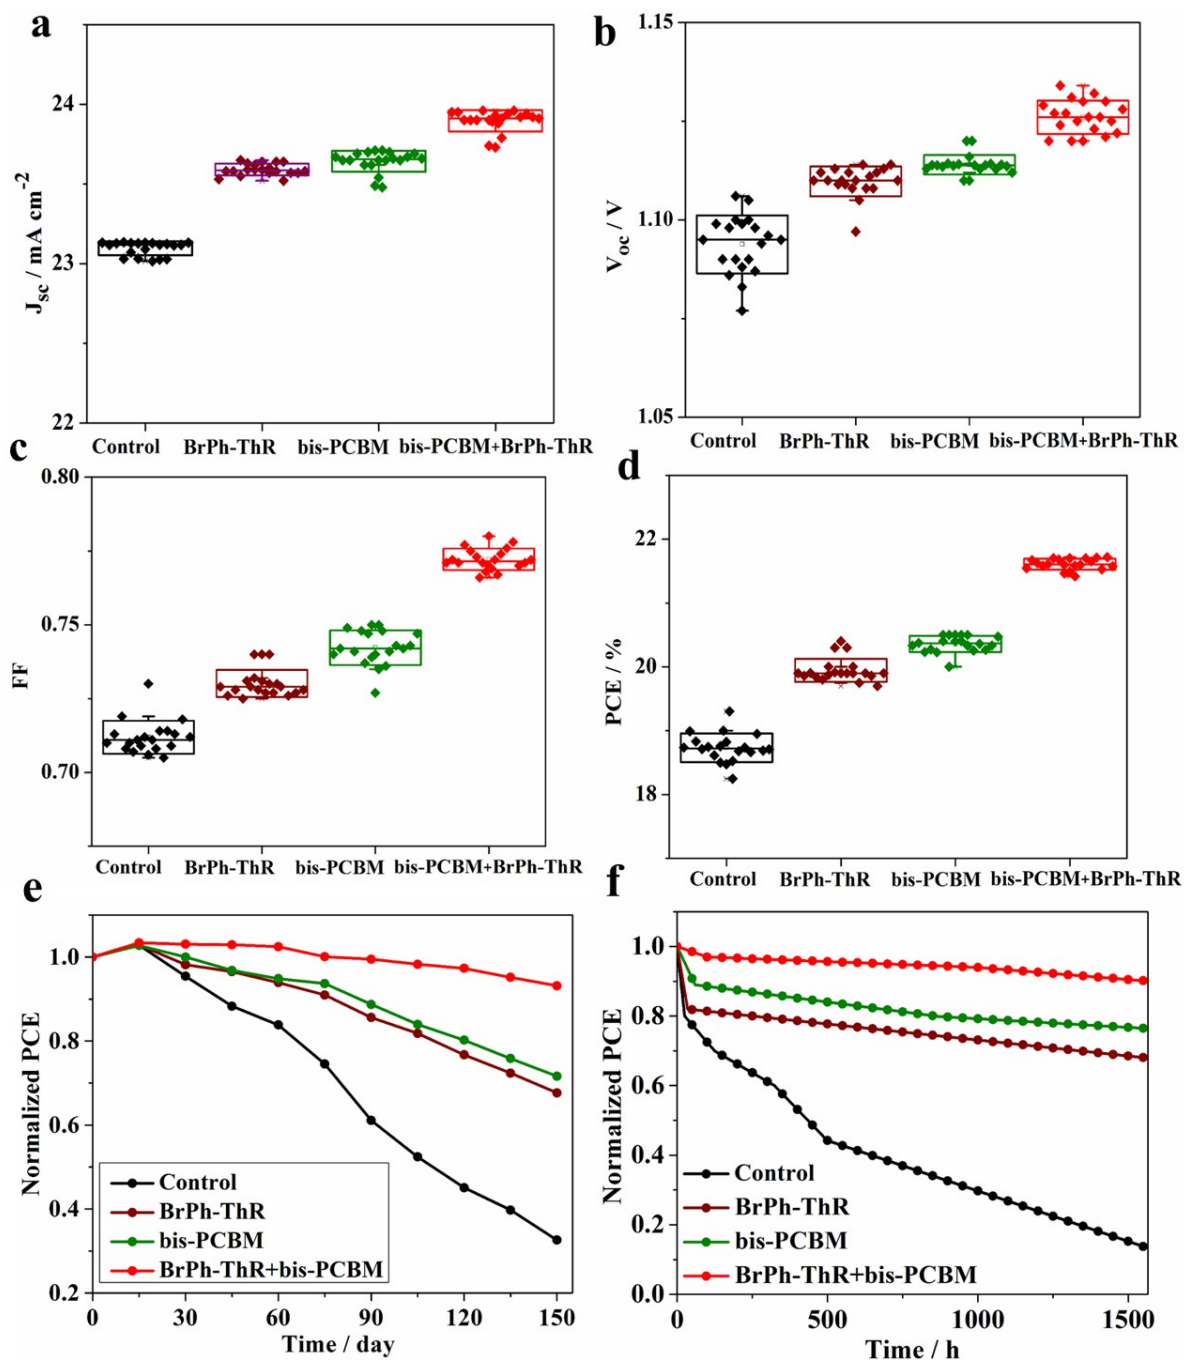 a
24
23
22
J_sc / mA cm^-2
Control
BrPh-ThR
bis-PCBM
bis-PCBM+BrPh-ThR
b
1.15
1.10
1.05
V_oc / V
Control
BrPh-ThR
bis-PCBM
bis-PCBM+BrPh-ThR
c
0.80
0.75
0.70
FF
Control
BrPh-ThR
bis-PCBM
bis-PCBM+BrPh-ThR
d
22
20
18
PCE / %
Control
BrPh-ThR
bis-PCBM
bis-PCBM+BrPh-ThR
e
1.0
0.8
0.6
0.4
0.2
Normalized PCE
Control
BrPh-ThR
bis-PCBM
BrPh-ThR+bis-PCBM
0 30 60 90 120 150
Time / day
f
1.0
0.8
0.6
0.4
0.2
0.0
Normalized PCE
Control
BrPh-ThR
bis-PCBM
BrPh-ThR+bis-PCBM
0 500 1000 1500
Time / h